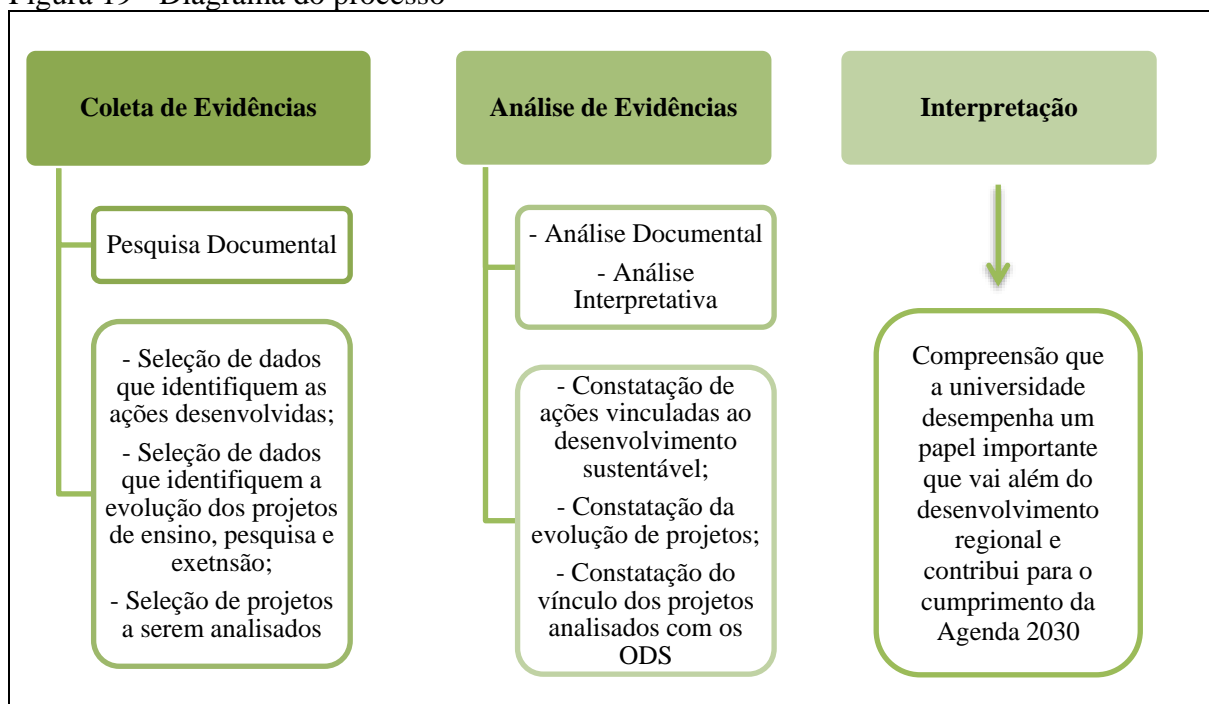 Figura 19 - Diagrama do processo
Coleta de Evidências
Pesquisa Documental
- Seleção de dados
que identifiquem as
ações desenvolvidas;
- Seleção de dados
que identifiquem a
evolução dos projetos
de ensino, pesquisa e
exetnsão;
- Seleção de projetos
a serem analisados
Análise de Evidências
- Análise Documental
- Análise
Interpretativa
- Constatação de
ações vinculadas ao
desenvolvimento
sustentável;
- Constatação da
evolução de projetos;
- Constatação do
vínculo dos projetos
analisados com os
ODS
Interpretação
Compreensão que
a universidade
desempenha um
papel importante
que vai além do
desenvolvimento
regional e
contribui para o
cumprimento da
Agenda 2030